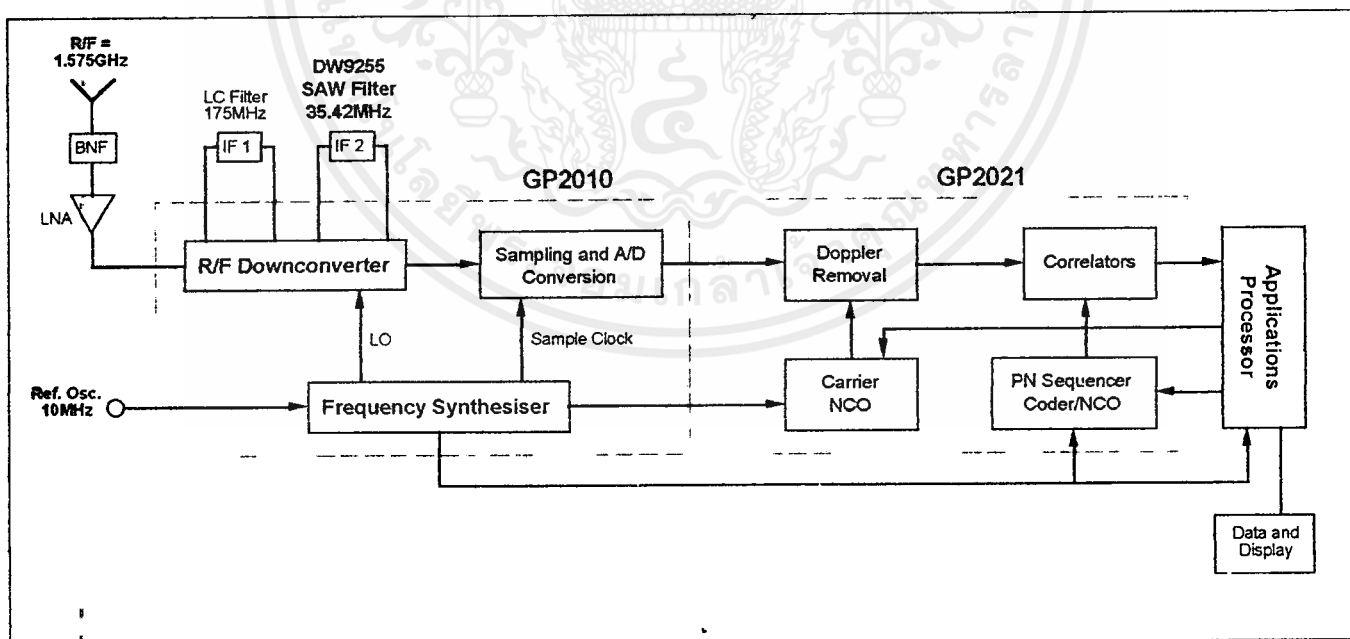 R/F =
1.575GHz
BNF
LNA
LC Filter
175MHz
IF 1
DW9255
SAW Filter
35.42MHz
IF 2
GP2010
GP2021
R/F Downconverter
Sampling and A/D
Conversion
Doppler
Removal
Correlators
Applications
Processor
LO
Sample Clock
Ref. Osc.
10MHz
Frequency Synthesiser
Carrier
NCO
PN Sequencer
Coder/NCO
Data and
Display